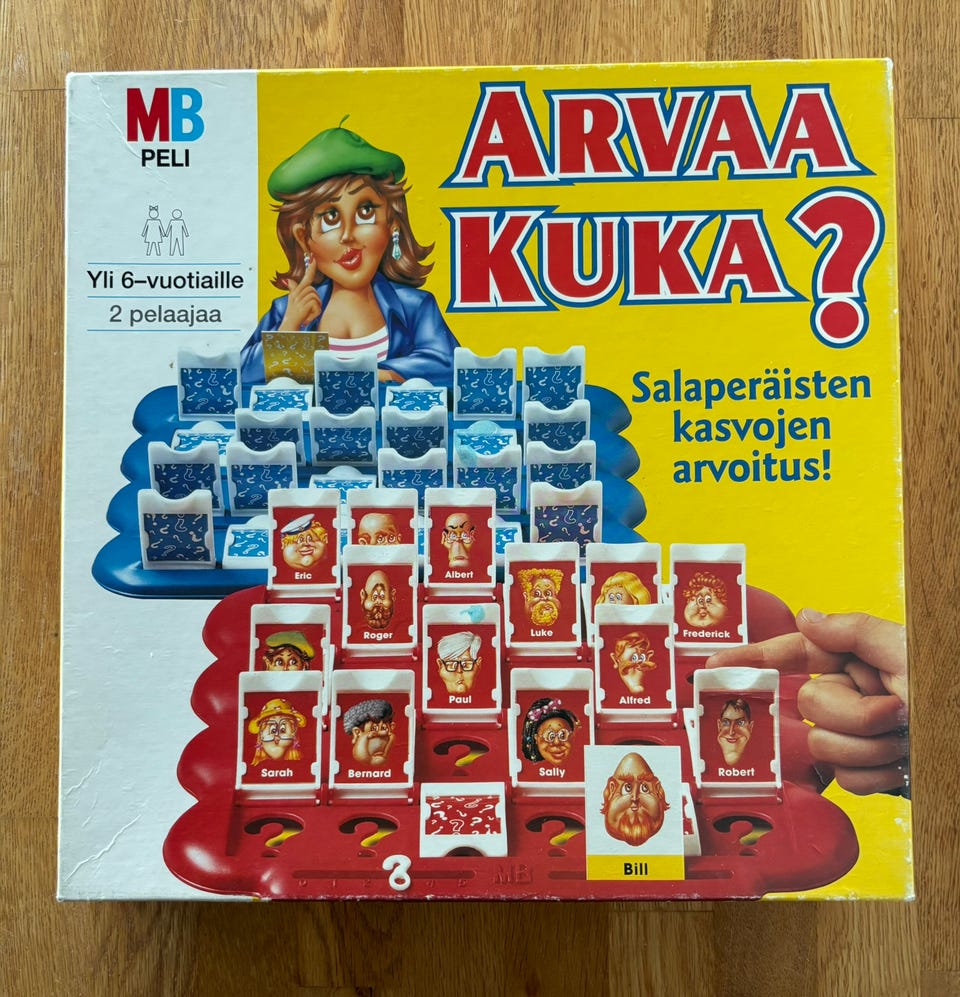 MB
PELI
Yli 6–vuotiaille
2 pelaajaa
ARVAA
KUKA?
Salaperäisten
kasvojen
arvoitus!
Eric
Albert
Roger
Luke
Frederick
Paul
Alfred
Sarah
Bernard
Sally
Robert
Bill
MB